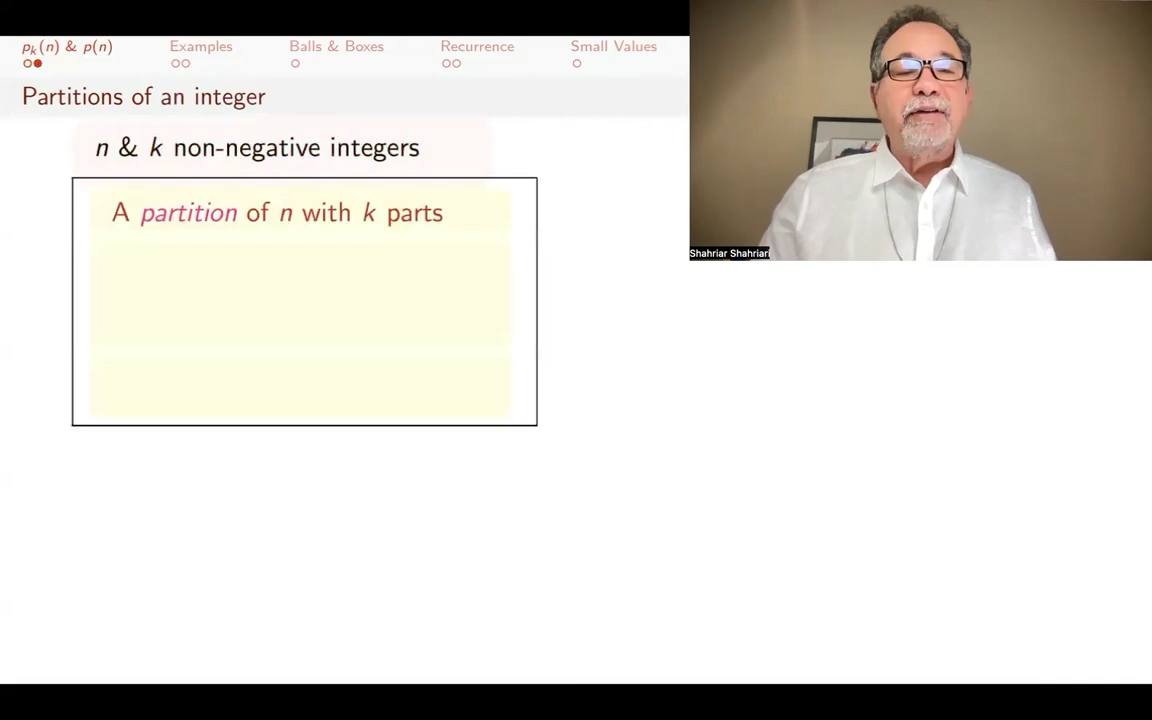 pk(n) & p(n) Examples Balls & Boxes Recurrence Small Values
Partitions of an integer
n & k non-negative integers
A partition of n with k parts
Shahriar Shahriari